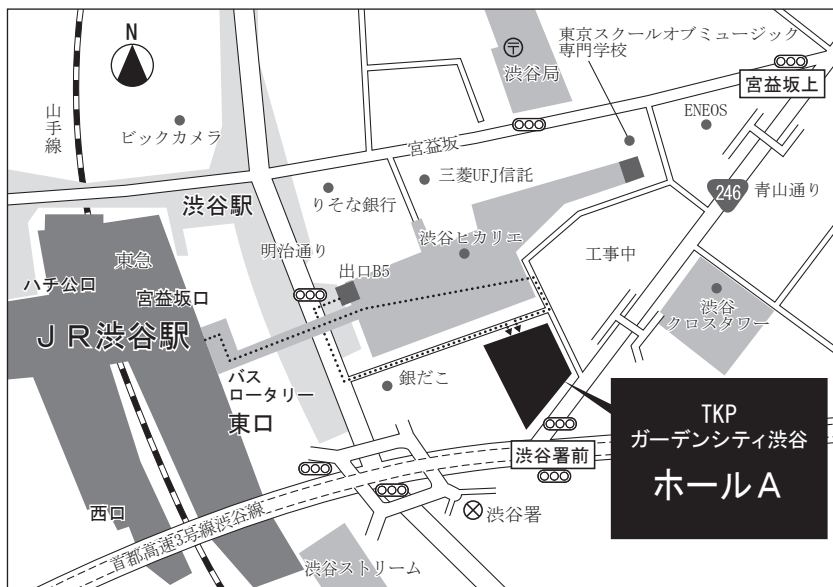 N
山手線
ビックカメラ
〒
渋谷局
東京スクールオブミュージック
専門学校
宮益坂上
ENEOS
宮益坂
三菱UFJ信託
りそな銀行
246
青山通り
渋谷駅
東急
明治通り
渋谷ヒカリエ
出口B5
工事中
ハチ公口
宮益坂口
JR渋谷駅
渋谷
クロスタワー
バス
ロータリー
東口
銀だこ
TKP
ガーデンシティ渋谷
ホールA
渋谷署前
西口
渋谷署
首都高速3号線渋谷線
渋谷ストリーム